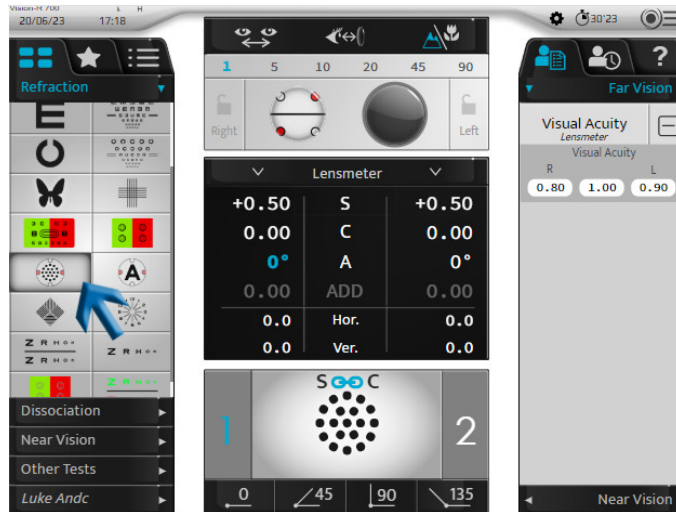 Vision-R 700
L H
20/06/23 17:18
30'23
?
Refraction
Far Vision
1 5 10 20 45 90
Right Left
Visual Acuity
Lensmeter
Visual Acuity
R L
0.80 1.00 0.90
Lensmeter
+0.50 S +0.50
0.00 C 0.00
0° A 0°
0.00 ADD 0.00
0.0 Hor. 0.0
0.0 Ver. 0.0
E
A
Z R H
Z R H
Z R H
S C
1 2
0 45 90 135
Dissociation
Near Vision
Other Tests
Luke Andc
Near Vision